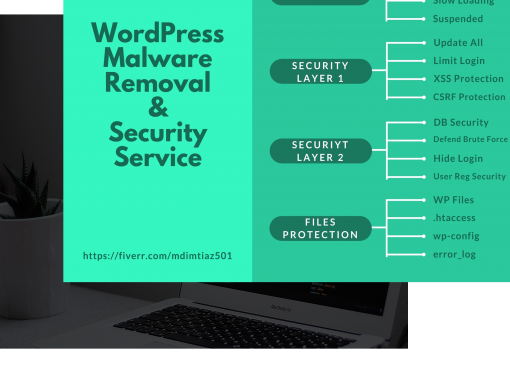 WordPress
Malware
Removal
&
Security
Service
https://fiverr.com/mdimtiaz501
Slow Loading
Suspended
SECURITY
LAYER 1
Update All
Limit Login
XSS Protection
CSRF Protection
SECURIYT
LAYER 2
DB Security
Defend Brute Force
Hide Login
User Reg Security
FILES
PROTECTION
WP Files
.htaccess
wp-config
error_log